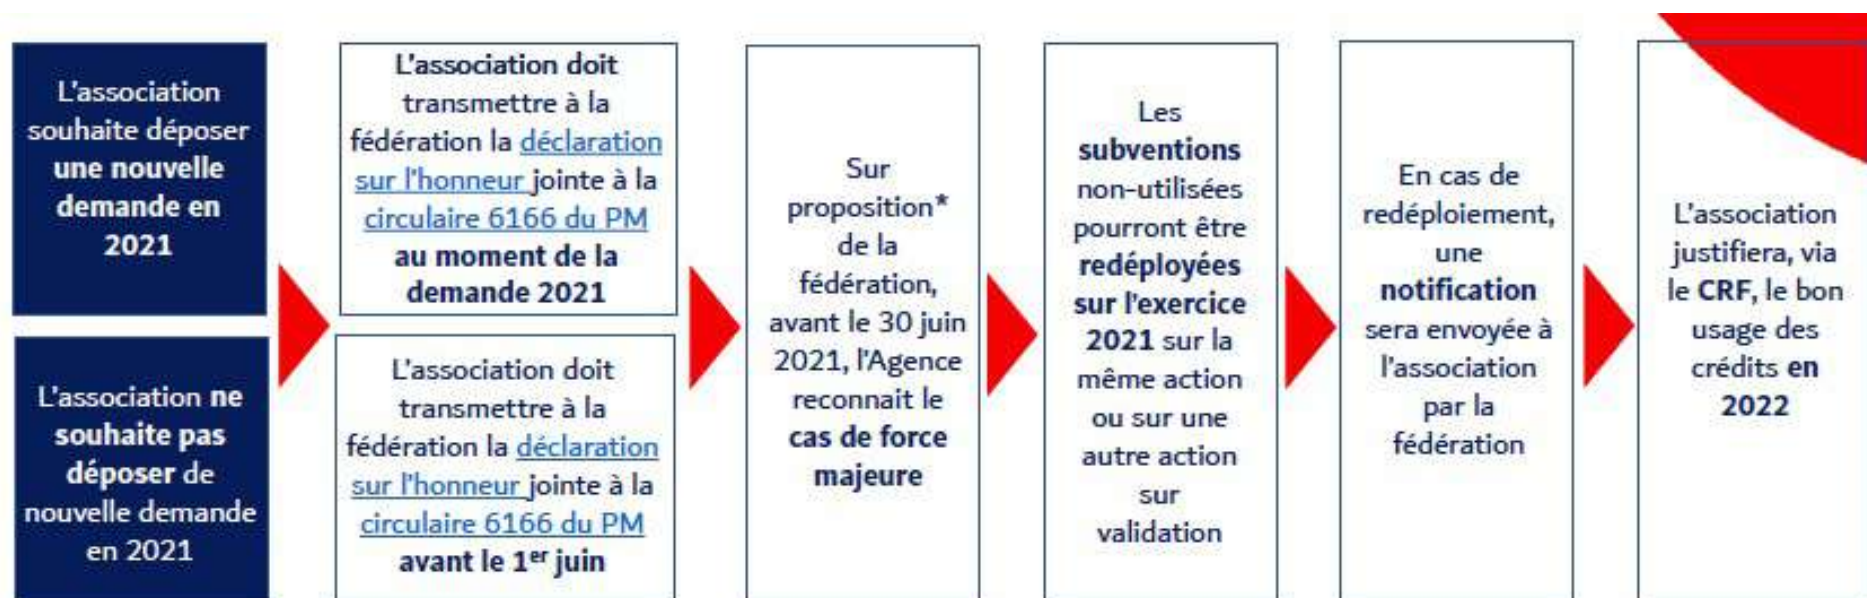 L'association
souhaite déposer
une nouvelle
demande en
2021
L'association ne
souhaite pas
déposer de
nouvelle demande
en 2021
L'association doit
transmettre à la
fédération la déclaration
sur l'honneur jointe à la
circulaire 6166 du PM
au moment de la
demande 2021
L'association doit
transmettre à la
fédération la déclaration
sur l'honneur jointe à la
circulaire 6166 du PM
avant le 1er juin
Sur
proposition*
de la
fédération,
avant le 30 juin
2021, l'Agence
reconnait le
cas de force
majeure
Les
subventions
non-utilisées
pourront être
redéployées
sur l'exercice
2021 sur la
même action
ou sur une
autre action
sur
validation
En cas de
redéploiement,
une
notification
sera envoyée à
l'association
par la
fédération
L'association
justifiera, via
le CRF, le bon
usage des
crédits en
2022